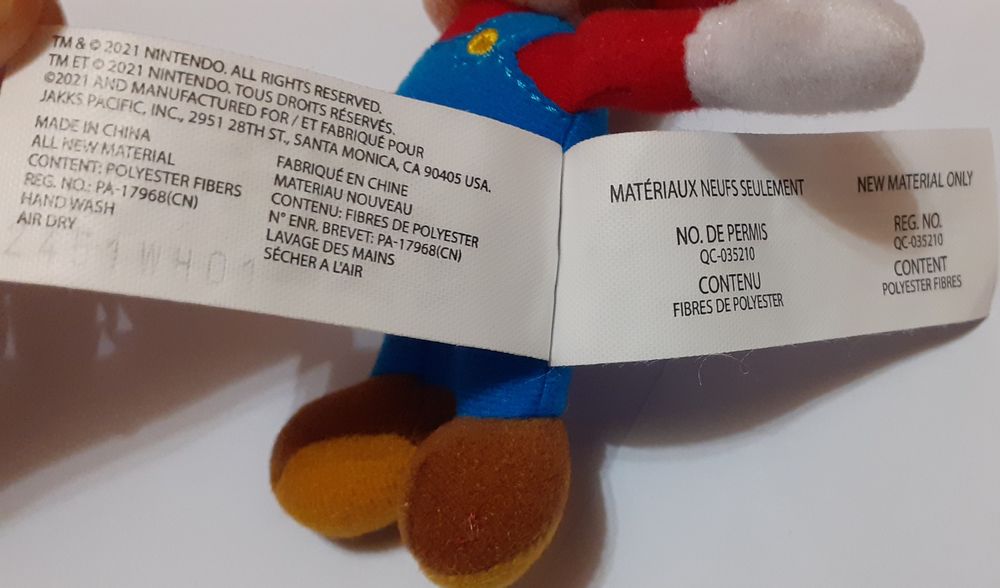 TM & © 2021 NINTENDO. ALL RIGHTS RESERVED.
TM ET © 2021 NINTENDO. TOUS DROITS RÉSERVÉS.
©2021 AND MANUFACTURED FOR / ET FABRIQUÉ POUR
JAKKS PACIFIC, INC., 2951 28TH ST., SANTA MONICA, CA 90405 USA.
MADE IN CHINA
ALL NEW MATERIAL
CONTENT: POLYESTER FIBERS
REG. NO.: PA-17968(CN)
HAND WASH
AIR DRY
FABRIQUÉ EN CHINE
MATERIAU NOUVEAU
CONTENU: FIBRES DE POLYESTER
N° ENR. BREVET: PA-17968(CN)
LAVAGE DES MAINS
SÉCHER A L'AIR
MATÉRIAUX NEUFS SEULEMENT
NO. DE PERMIS
QC-035210
CONTENU
FIBRES DE POLYESTER
NEW MATERIAL ONLY
REG. NO.
QC-035210
CONTENT
POLYESTER FIBRES